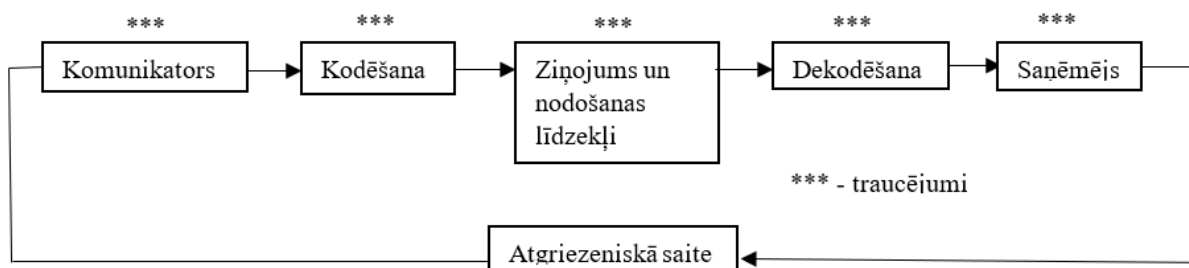 *** *** *** *** ***
Komunikators Kodēšana Ziņojums un Dekodēšana Saņēmējs
nodošanas
līdzekļi
*** - traucējumi
Atgriezeniskā saite